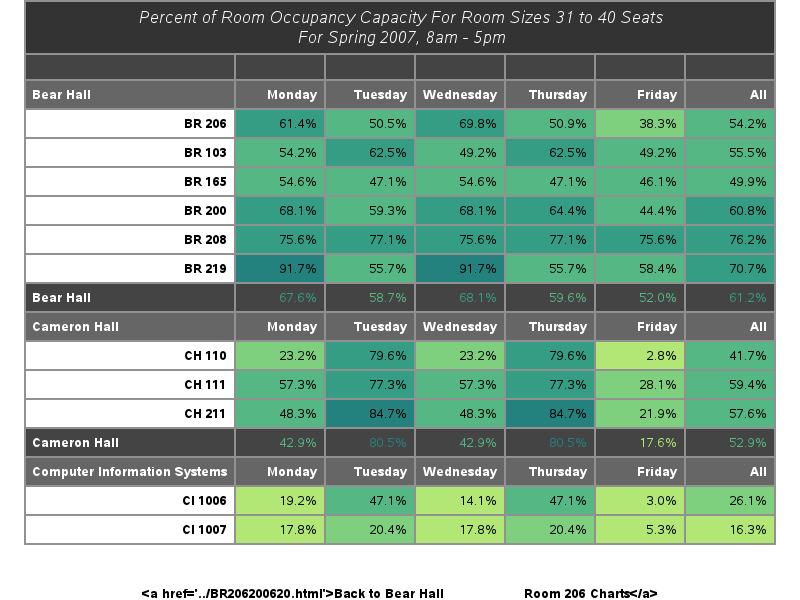 Percent of Room Occupancy Capacity For Room Sizes 31 to 40 Seats
For Spring 2007, 8am - 5pm
Bear Hall Monday Tuesday Wednesday Thursday Friday All
BR 206 61.4% 50.5% 69.8% 50.9% 38.3% 54.2%
BR 103 54.2% 62.5% 49.2% 62.5% 49.2% 55.5%
BR 165 54.6% 47.1% 54.6% 47.1% 46.1% 49.9%
BR 200 68.1% 59.3% 68.1% 64.4% 44.4% 60.8%
BR 208 75.6% 77.1% 75.6% 77.1% 75.6% 76.2%
BR 219 91.7% 55.7% 91.7% 55.7% 58.4% 70.7%
Bear Hall 67.6% 58.7% 68.1% 59.6% 52.0% 61.2%
Cameron Hall Monday Tuesday Wednesday Thursday Friday All
CH 110 23.2% 79.6% 23.2% 79.6% 2.8% 41.7%
CH 111 57.3% 77.3% 57.3% 77.3% 28.1% 59.4%
CH 211 48.3% 84.7% 48.3% 84.7% 21.9% 57.6%
Cameron Hall 42.9% 80.5% 42.9% 80.5% 17.6% 52.9%
Computer Information Systems Monday Tuesday Wednesday Thursday Friday All
CI 1006 19.2% 47.1% 14.1% 47.1% 3.0% 26.1%
CI 1007 17.8% 20.4% 17.8% 20.4% 5.3% 16.3%
<a href='../BR206200620.html'>Back to Bear Hall Room 206 Charts</a>